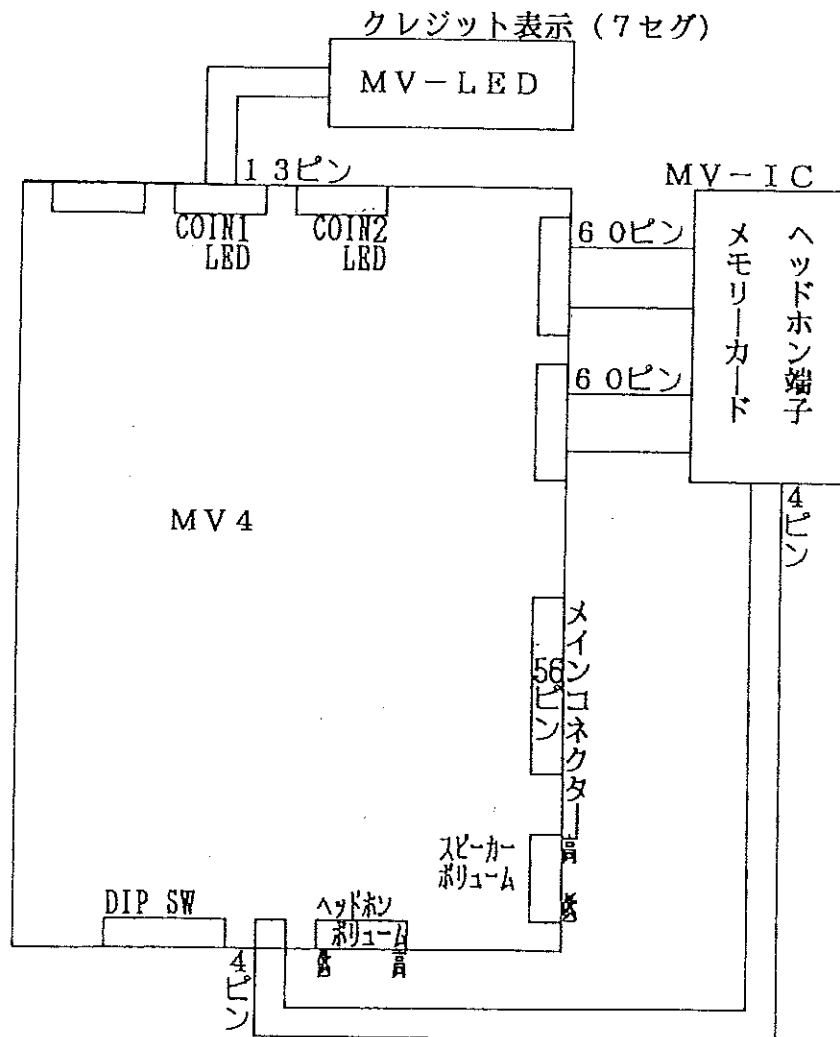 クレジット表示（7セグ）
MV－LED
13ピン
MV－IC
COIN1
LED
COIN2
LED
60ピン
60ピン
メモリーカード
ヘッドホン端子
4ピン
MV4
56ピン
メインコネクター
スピーカー
ボリューム
高
低
DIP SW
ヘッドホン
ボリューム
低
高
4ピン